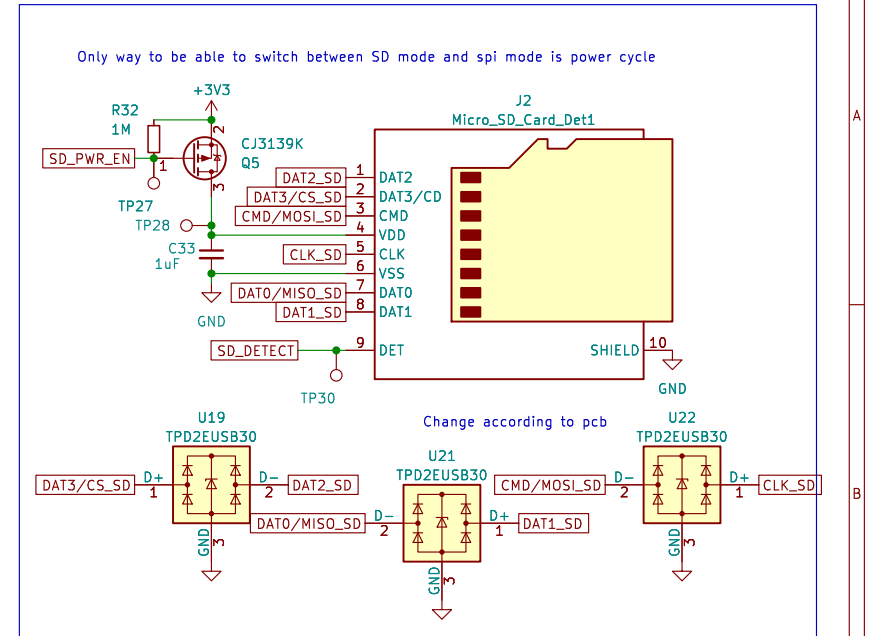 Only way to be able to switch between SD mode and spi mode is power cycle
+3V3
R32
1M
2
CJ3139K
Q5
SD_PWR_EN
1
3
TP27
TP28
C33
1uF
GND
J2
Micro_SD_Card_Det1
DAT2_SD 1 DAT2
DAT3/CS_SD 2 DAT3/CD
CMD/MOSI_SD 3 CMD
4 VDD
CLK_SD 5 CLK
6 VSS
DAT0/MISO_SD 7 DAT0
DAT1_SD 8 DAT1
SD_DETECT 9 DET
SHIELD 10
GND
TP30
A
Change according to pcb
U19
TPD2EUSB30
DAT3/CS_SD D+ 1
D- 2 DAT2_SD
GND 3
U21
TPD2EUSB30
DAT0/MISO_SD D- 2
D+ 1 DAT1_SD
GND 3
U22
TPD2EUSB30
CMD/MOSI_SD D- 2
D+ 1 CLK_SD
GND 3
B